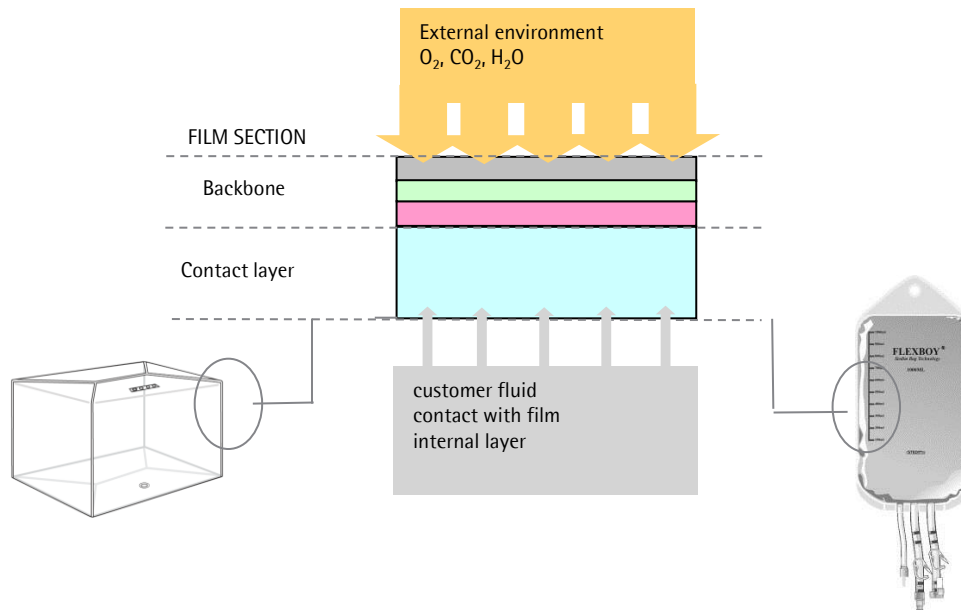 External environment
O₂, CO₂, H₂O
FILM SECTION
Backbone
Contact layer
FLEXBOY®
customer fluid
contact with film
internal layer